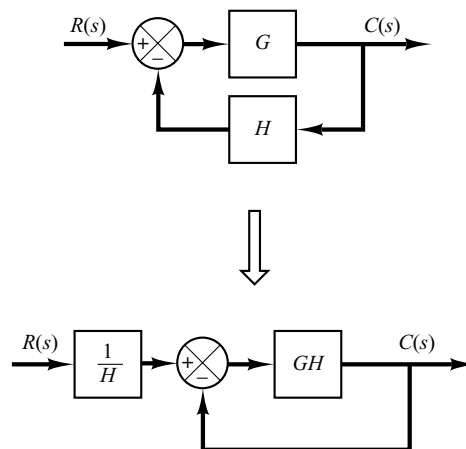 R(s) + − G C(s)
H
R(s) 1/H + − GH C(s)